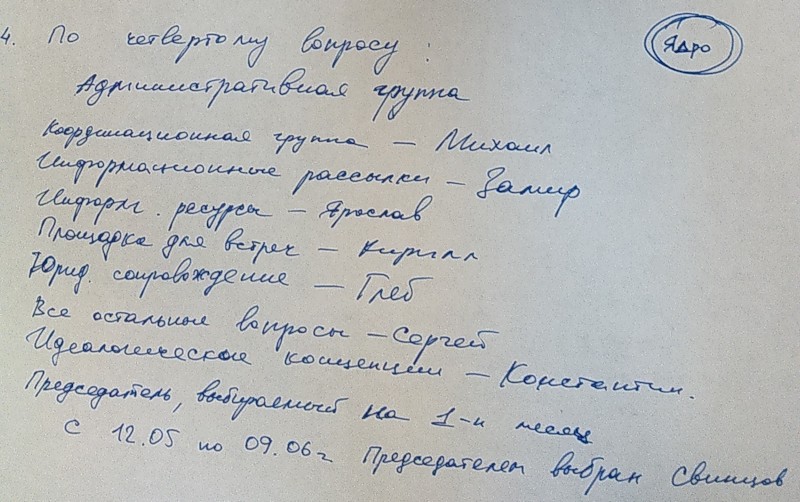 4. По четвертому вопросу:
Ядро
Административная группа
Координационная группа – Михаил
Информационные рассылки – Замир
Информ. ресурсы – Ярослав
Площадка для встреч – Кирилл
Юрид. сопровождение – Глеб
Все остальные вопросы – Сергей
Идеологические концепции – Константин.
Председатель, выбираемый на 1-н месяц
с 12.05 по 09.06 г Председателем выбран Свинцов